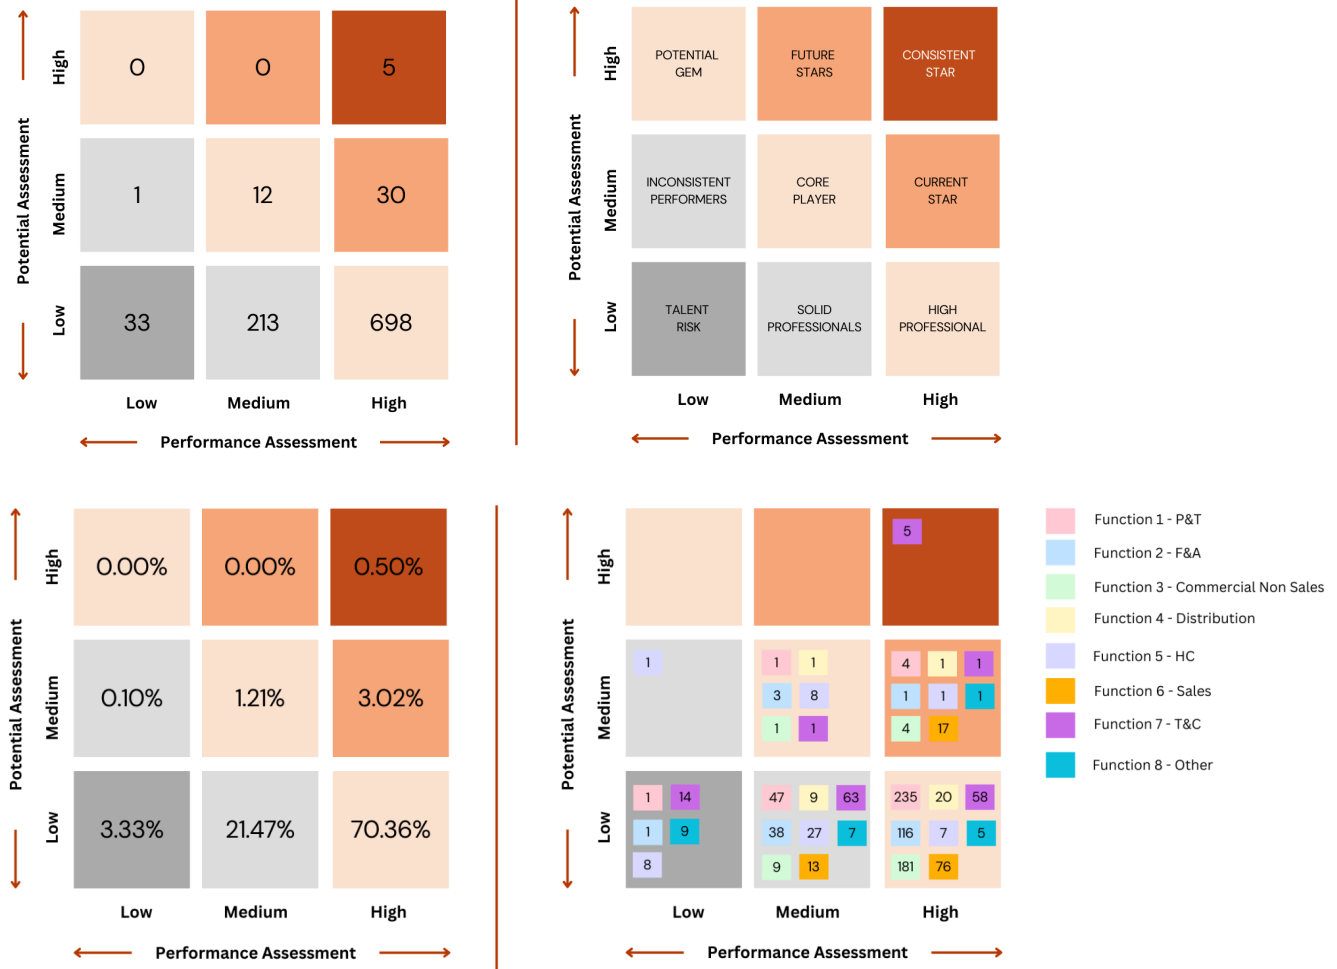 High
0
0
5
Medium
1
12
30
Low
33
213
698
Potential Assessment
Low
Medium
High
Performance Assessment
High
POTENTIAL
GEM
FUTURE
STARS
CONSISTENT
STAR
Medium
INCONSISTENT
PERFORMERS
CORE
PLAYER
CURRENT
STAR
Low
TALENT
RISK
SOLID
PROFESSIONALS
HIGH
PROFESSIONAL
Potential Assessment
Low
Medium
High
Performance Assessment
High
0.00%
0.00%
0.50%
Medium
0.10%
1.21%
3.02%
Low
3.33%
21.47%
70.36%
Potential Assessment
Low
Medium
High
Performance Assessment
High
5
Medium
1
1 1
3 8
1 1
4 1 1
1 1 1
4 17
Low
1 14
1 9
8
47 9 63
38 27 7
9 13
235 20 58
116 7 5
181 76
Potential Assessment
Low
Medium
High
Performance Assessment
Function 1 - P&T
Function 2 - F&A
Function 3 - Commercial Non Sales
Function 4 - Distribution
Function 5 - HC
Function 6 - Sales
Function 7 - T&C
Function 8 - Other